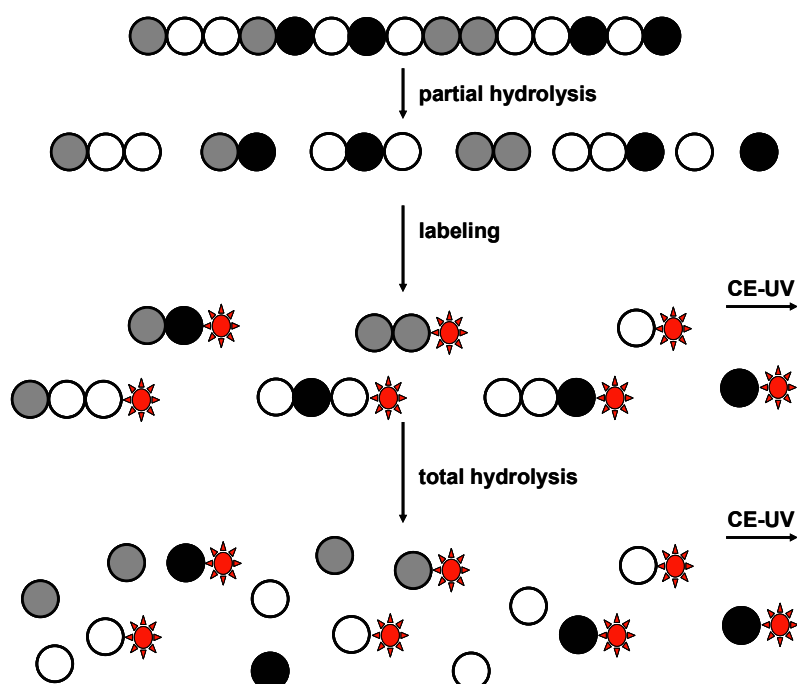 partial hydrolysis
labeling
CE-UV
total hydrolysis
CE-UV